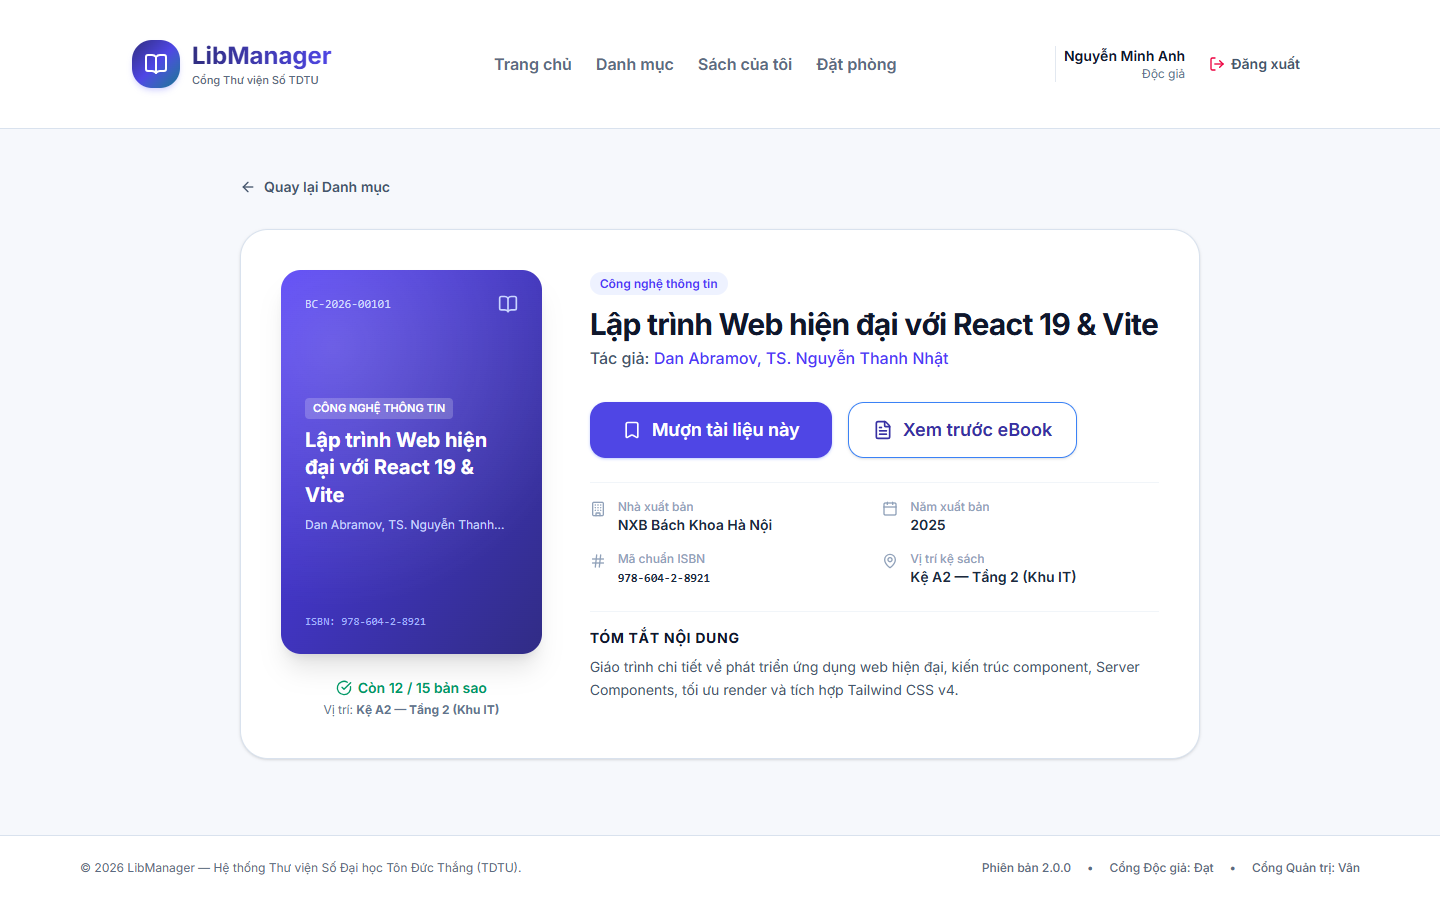 LibManager
Cổng Thư viện Số TDTU
Trang chủ
Danh mục
Sách của tôi
Đặt phòng
Nguyễn Minh Anh
Độc giả
Đăng xuất
Quay lại Danh mục
BC-2026-00101
CÔNG NGHỆ THÔNG TIN
Lập trình Web hiện
đại với React 19 &
Vite
Dan Abramov, TS. Nguyễn Thanh...
ISBN: 978-604-2-8921
Còn 12 / 15 bản sao
Vị trí: Kệ A2 — Tầng 2 (Khu IT)
Công nghệ thông tin
Lập trình Web hiện đại với React 19 & Vite
Tác giả: Dan Abramov, TS. Nguyễn Thanh Nhật
Mượn tài liệu này
Xem trước eBook
Nhà xuất bản
NXB Bách Khoa Hà Nội
Năm xuất bản
2025
Mã chuẩn ISBN
978-604-2-8921
Vị trí kệ sách
Kệ A2 — Tầng 2 (Khu IT)
TÓM TẮT NỘI DUNG
Giáo trình chi tiết về phát triển ứng dụng web hiện đại, kiến trúc component, Server
Components, tối ưu render và tích hợp Tailwind CSS v4.
© 2026 LibManager — Hệ thống Thư viện Số Đại học Tôn Đức Thắng (TDTU).
Phiên bản 2.0.0 • Cổng Độc giả: Đạt • Cổng Quản trị: Vân